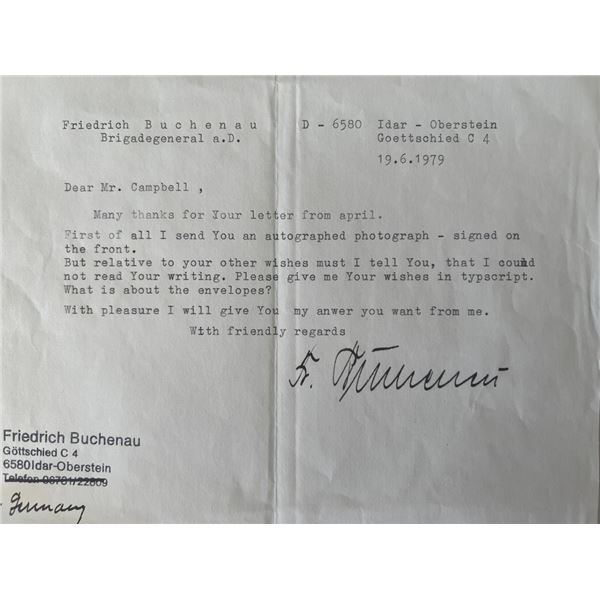 Friedrich Buchenau D - 6580 Idar - Oberstein
Brigadegeneral a.D. Goettschied C 4
19.6.1979
Dear Mr. Campbell ,
Many thanks for Your letter from april.
First of all I send You an autographed photograph - signed on
the front.
But relative to your other wishes must I tell You, that I could
not read Your writing. Please give me Your wishes in typscript.
What is about the envelopes?
With pleasure I will give You my anwer you want from me.
With friendly regards
Fr. Buchenau
Friedrich Buchenau
Göttschied C 4
6580Idar-Oberstein
Telefon 06781/22809
Germany